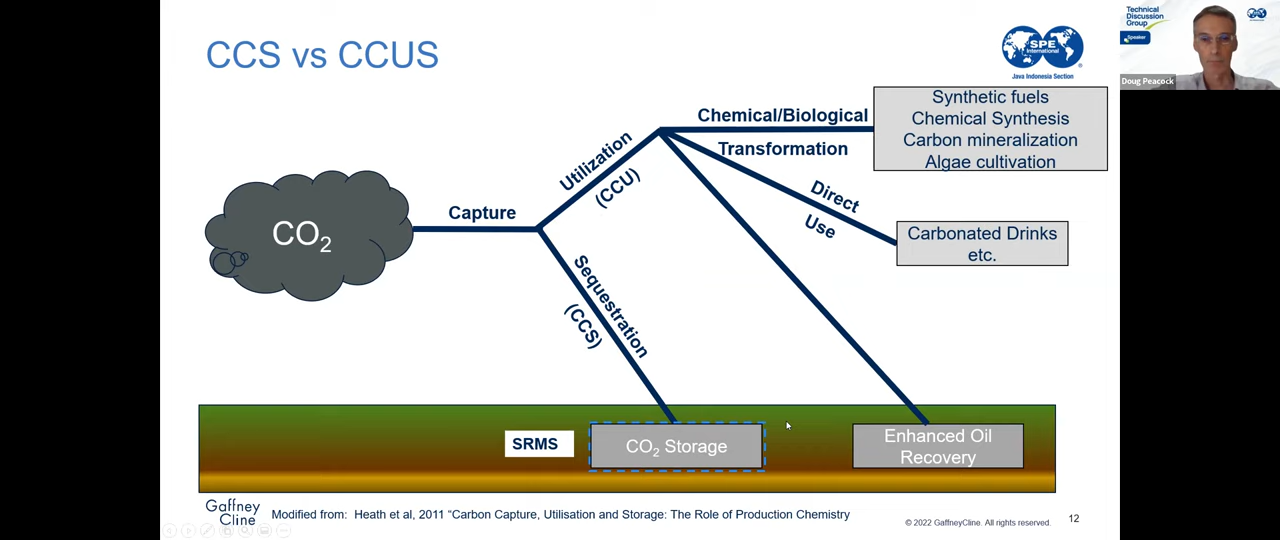 CCS vs CCUS
SPE
International
®
Java Indonesia Section
Technical
Discussion
Group
Speaker
Doug Peacock
CO2
Capture
Utilization
(CCU)
Sequestration
(CCS)
Chemical/Biological
Transformation
Synthetic fuels
Chemical Synthesis
Carbon mineralization
Algae cultivation
Direct
Use
Carbonated Drinks
etc.
SRMS
CO2 Storage
Enhanced Oil
Recovery
Gaffney
Cline
Modified from: Heath et al, 2011 “Carbon Capture, Utilisation and Storage: The Role of Production Chemistry
© 2022 GaffneyCline. All rights reserved.
12